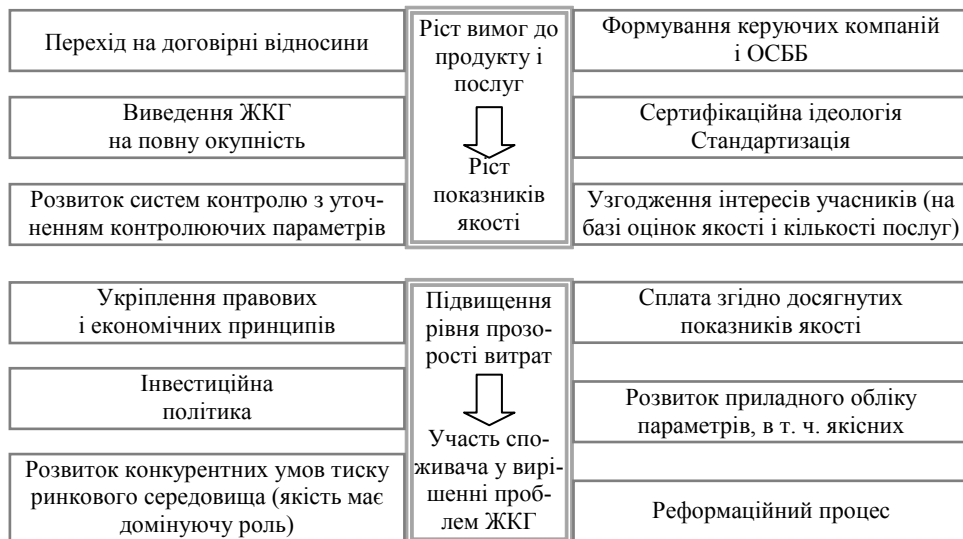 Перехід на договірні відносини
Ріст вимог до
продукту і
послуг
Формування керуючих компаній
і ОСББ
Виведення ЖКГ
на повну окупність
Сертифікаційна ідеологія
Стандартизація
Розвиток систем контролю з уточ-
ненням контролюючих параметрів
Ріст
показників
якості
Узгодження інтересів учасників (на
базі оцінок якості і кількості послуг)
Укріплення правових
і економічних принципів
Підвищення
рівня прозо-
рості витрат
Сплата згідно досягнутих
показників якості
Інвестиційна
політика
Розвиток приладного обліку
параметрів, в т. ч. якісних
Розвиток конкурентних умов тиску
ринкового середовища (якість має
домінуючу роль)
Участь спо-
живача у вирі-
шенні проб-
лем ЖКГ
Реформаційний процес